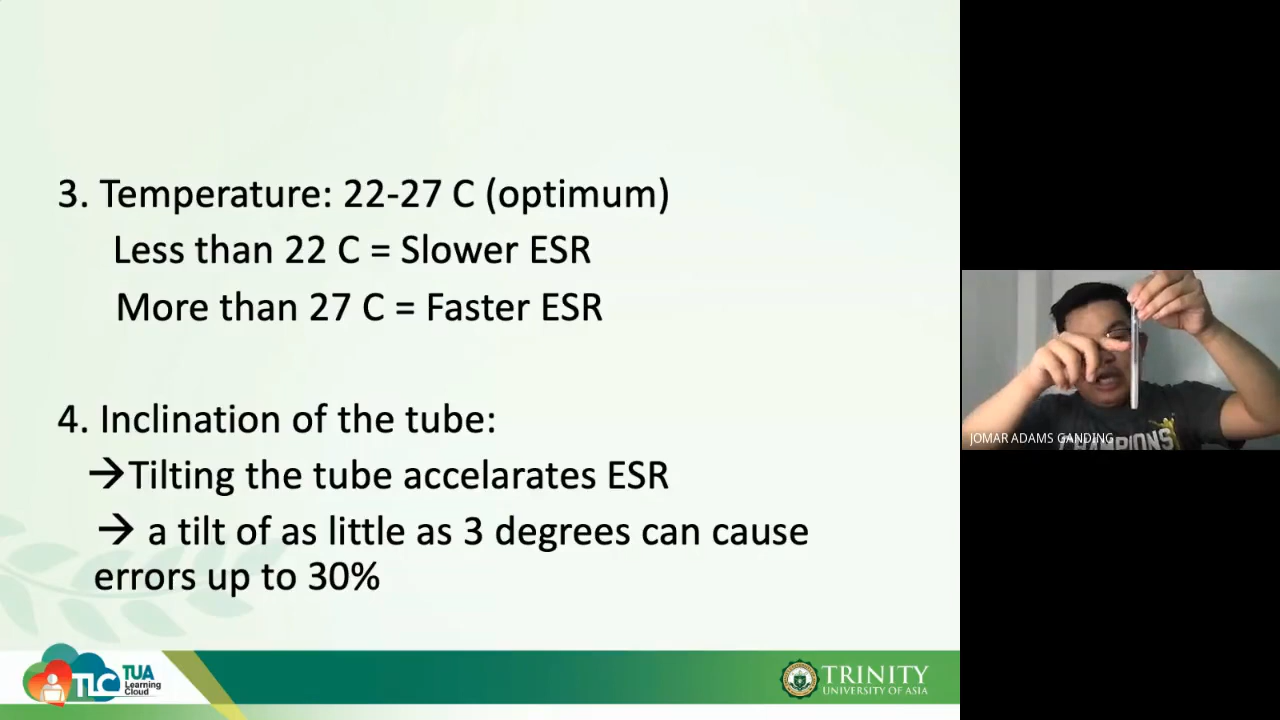 3. Temperature: 22-27 C (optimum)
Less than 22 C = Slower ESR
More than 27 C = Faster ESR
4. Inclination of the tube:
→Tilting the tube accelarates ESR
→ a tilt of as little as 3 degrees can cause
errors up to 30%
JOMAR ADAMS GANDING
CHAMPIONS
TLC
TUA
Learning
Cloud
TRINITY
UNIVERSITY OF ASIA